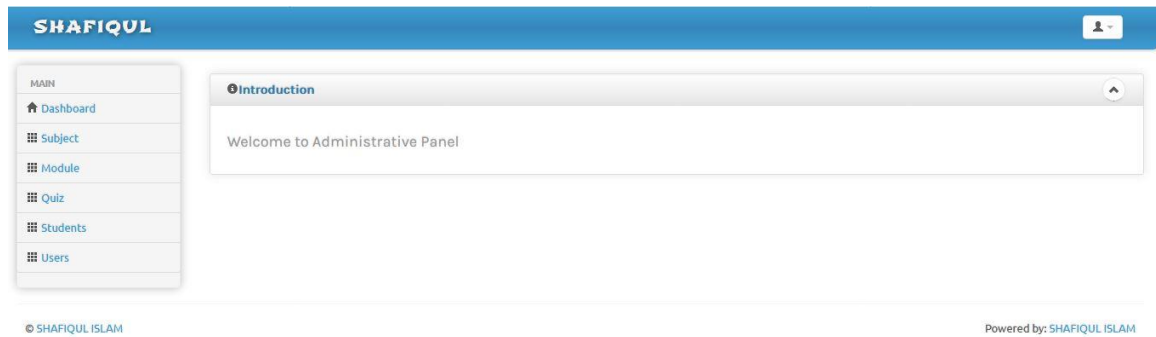 SHAFIQUL
MAIN
Dashboard
Subject
Module
Quiz
Students
Users
Introduction
Welcome to Administrative Panel
© SHAFIQUL ISLAM
Powered by: SHAFIQUL ISLAM